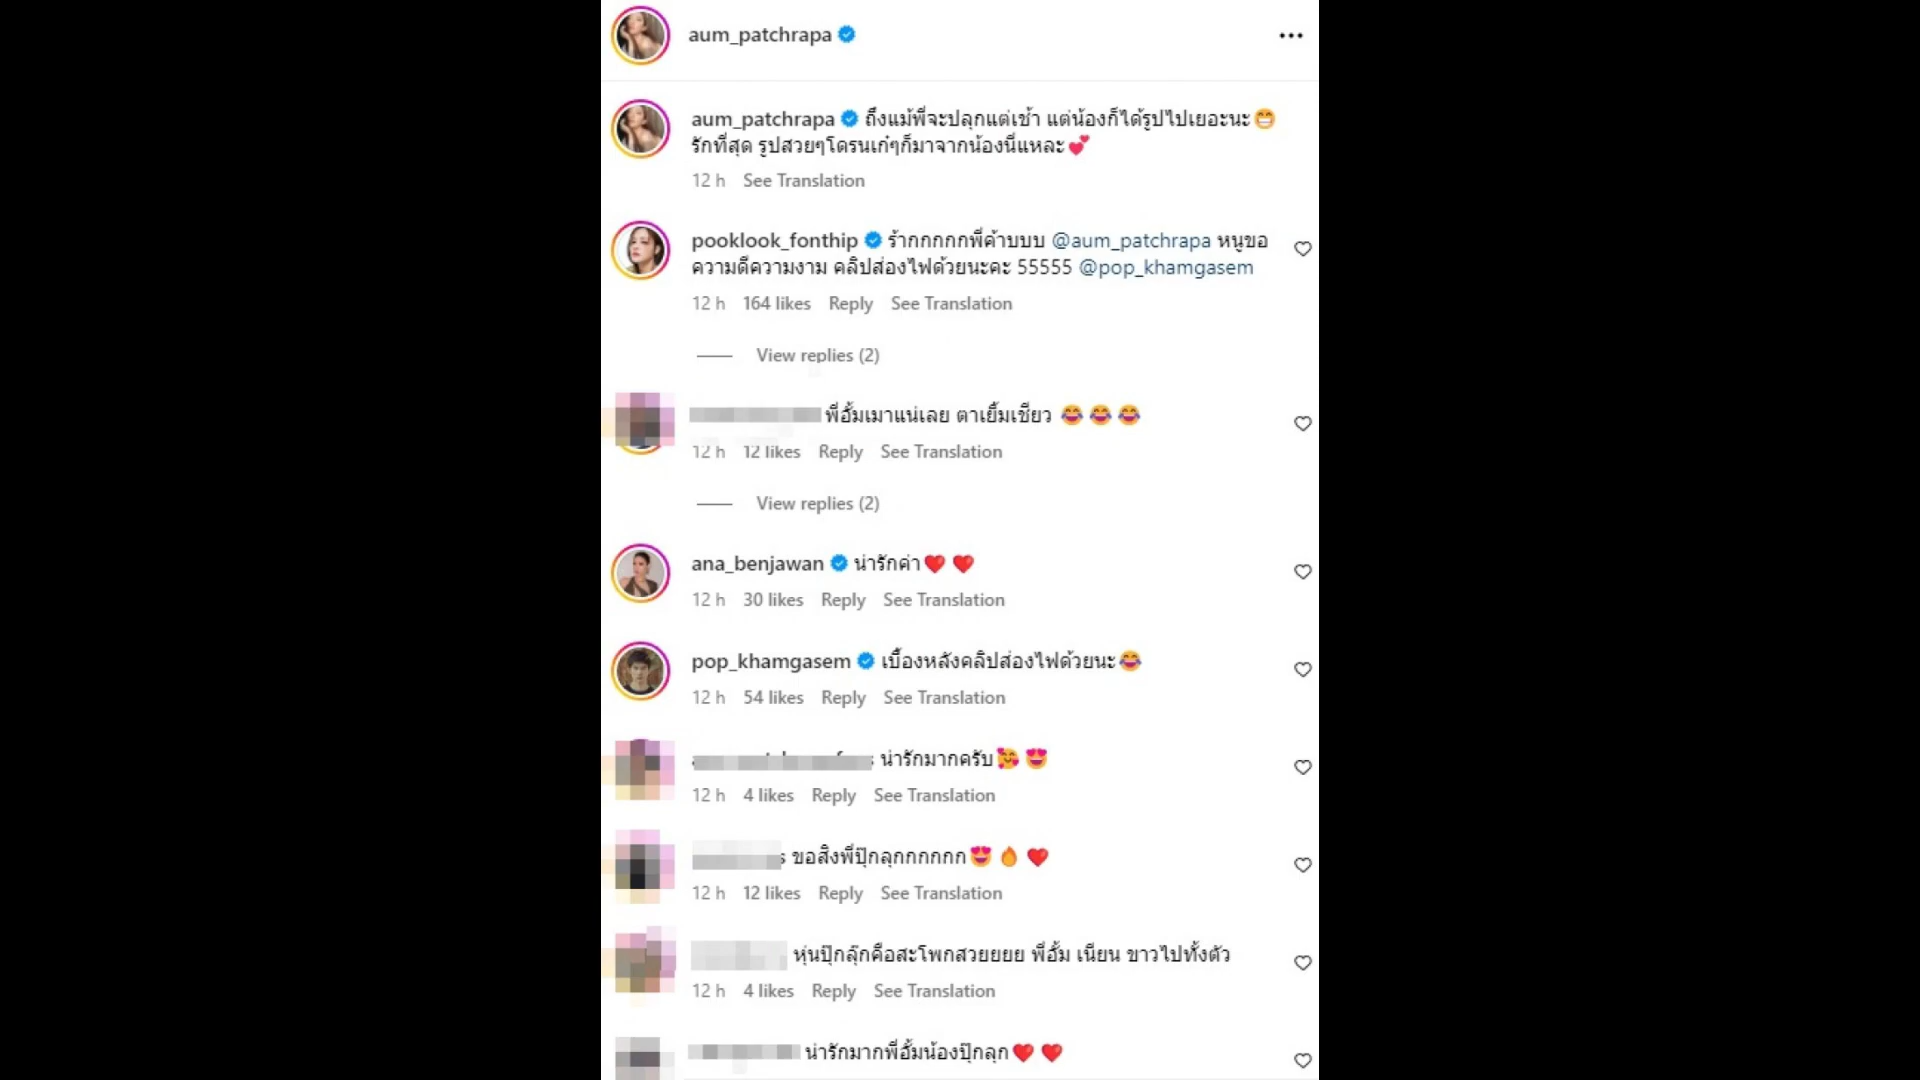 aum_patchrapa
aum_patchrapa ถึงแม้พี่จะปลุกแต่เช้า แต่น้องก็ได้รูปไปเยอะนะ😁
รักที่สุด รูปสวยๆโดรนเก๋ๆก็มาจากน้องนี่แหละ💕
12 h See Translation
pooklook_fonthip ร้ากกกกกพี่ค้าบบบ @aum_patchrapa หนูขอ
ความดีความงาม คลิปส่องไฟด้วยนะคะ 55555 @pop_khamgasem
12 h 164 likes Reply See Translation
View replies (2)
พี่อั้มเมาแน่เลย ตาเยิ้มเชียว 😂 😂 😂
12 h 12 likes Reply See Translation
View replies (2)
ana_benjawan น่ารักค่า❤️ ❤️
12 h 30 likes Reply See Translation
pop_khamgasem เบื้องหลังคลิปส่องไฟด้วยนะ😂
12 h 54 likes Reply See Translation
น่ารักมากครับ🥰 😍
12 h 4 likes Reply See Translation
ขอสิ่งพี่ปุ๊กลุกกกกกก😍 🔥 ❤️
12 h 12 likes Reply See Translation
หุ่นปุ๊กลุ๊กคือสะโพกสวยยยย พี่อั้ม เนียน ขาวไปทั้งตัว
12 h 4 likes Reply See Translation
น่ารักมากพี่อั้มน้องปุ๊กลุก❤️ ❤️